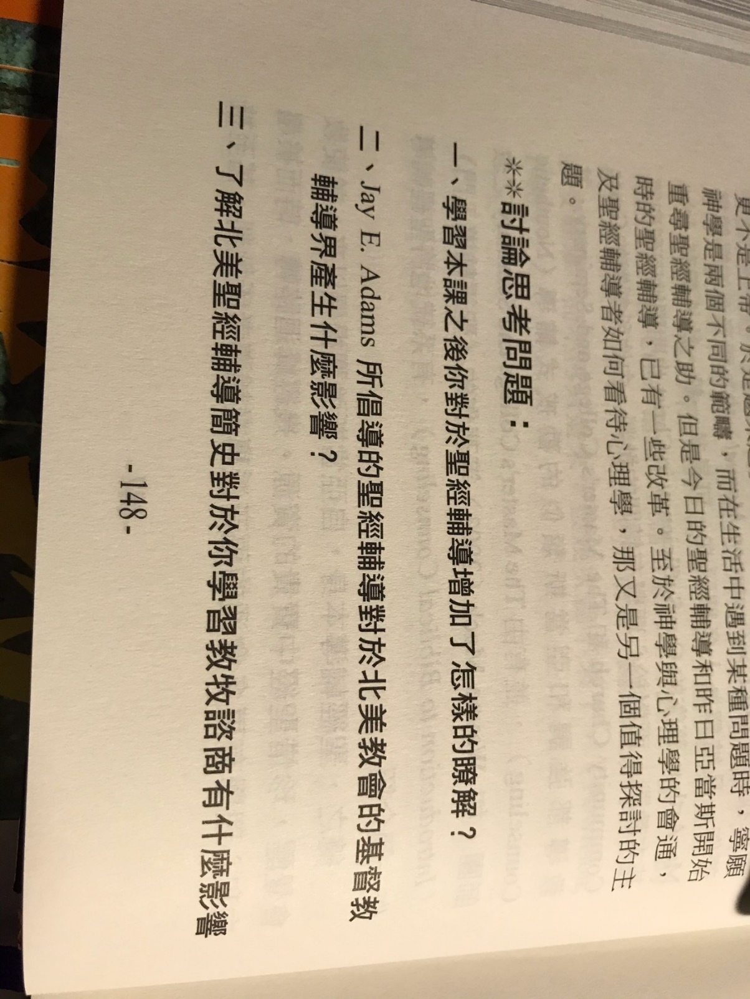 更不是上帝。於是
神學是兩個不同的範疇，而在生活中遇到某種問題時，寧願
重尋聖經輔導之助。但是今日的聖經輔導和昨日亞當斯開始
時的聖經輔導，已有一些改革。至於神學與心理學的會通，
及聖經輔導者如何看待心理學，那又是另一個值得探討的主
題。
**討論思考問題：
一、學習本課之後你對於聖經輔導增加了怎樣的瞭解？
二、Jay E. Adams 所倡導的聖經輔導對於北美教會的基督教
輔導界產生什麼影響？
三、了解北美聖經輔導簡史對於你學習教牧諮商有什麼影響
-148-